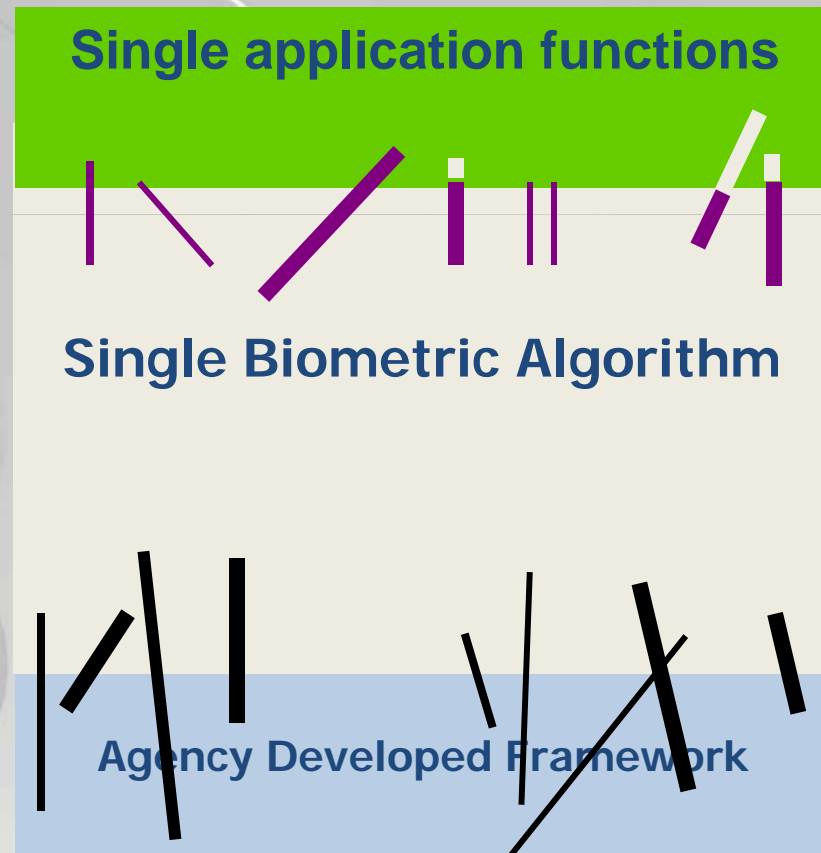 Single application functions
Single Biometric Algorithm
Agency Developed Framework